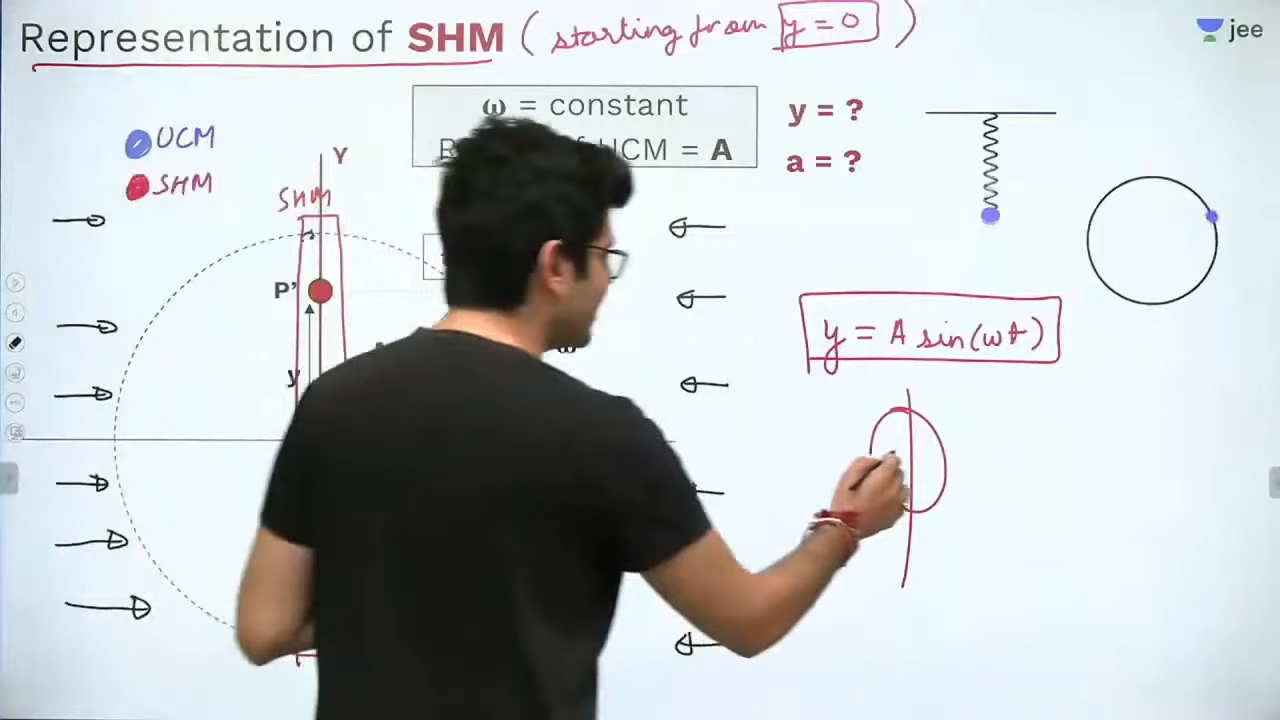 Representation of SHM (starting from y = 0)
jee
ω = constant
UCM = A
y = ?
a = ?
UCM
SHM
Y
SHM
P'
y
ω
y = A sin(ωt)